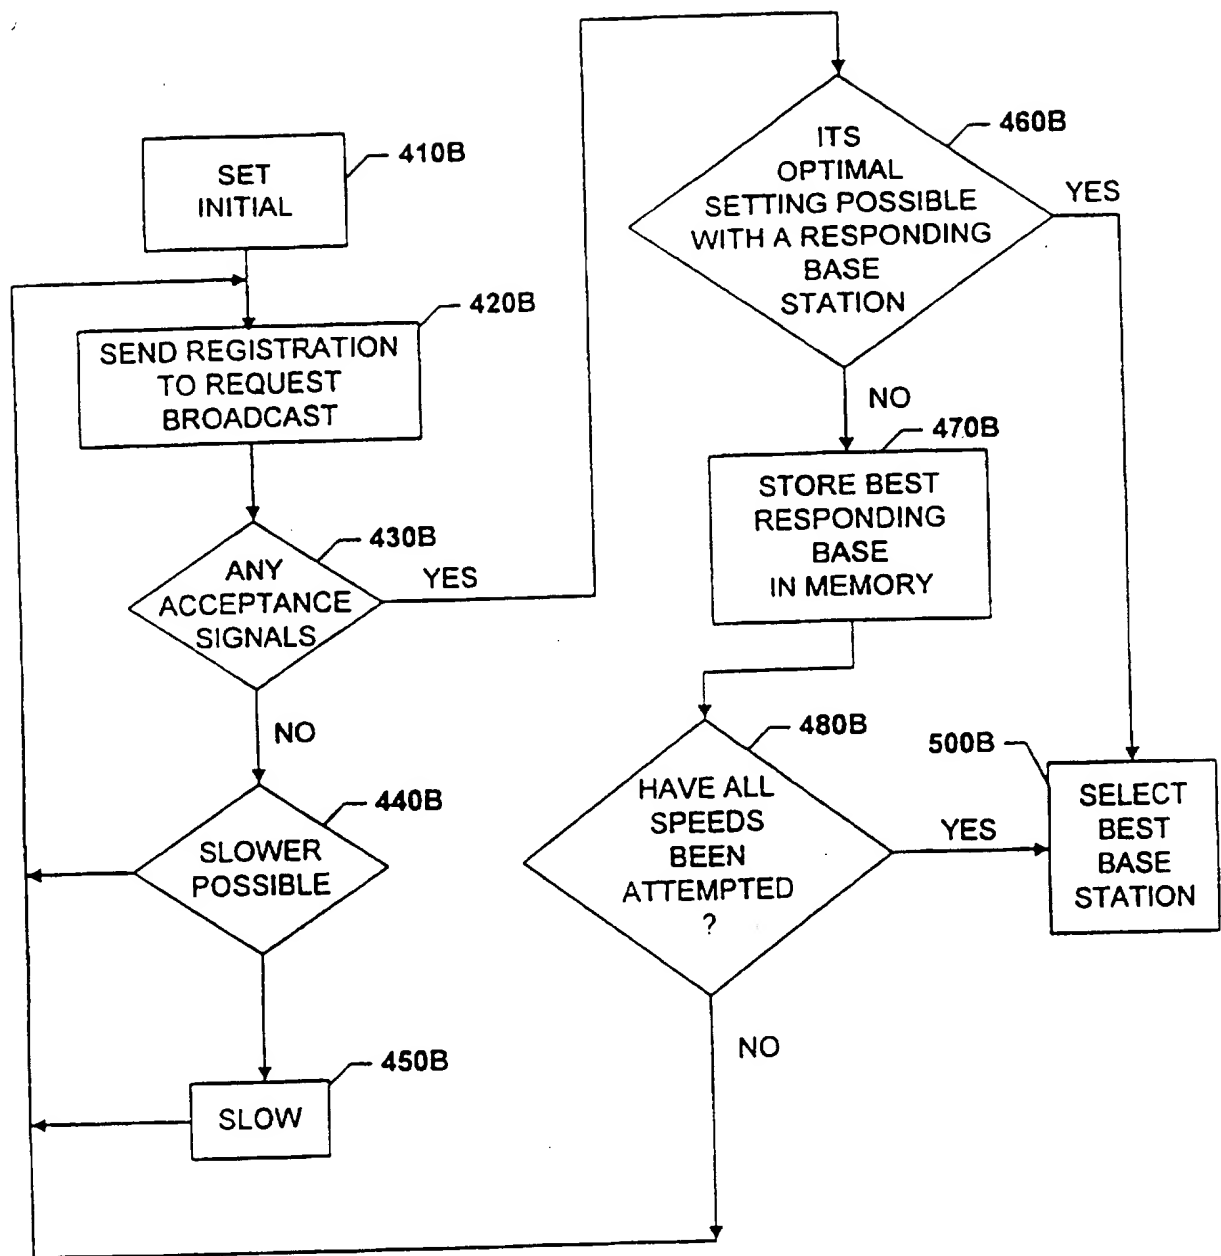 SET
INITIAL
410B
SEND REGISTRATION
TO REQUEST
BROADCAST
420B
ANY
ACCEPTANCE
SIGNALS
430B
YES
NO
SLOWER
POSSIBLE
440B
SLOW
450B
ITS
OPTIMAL
SETTING POSSIBLE
WITH A RESPONDING
BASE
STATION
460B
YES
NO
STORE BEST
RESPONDING
BASE
IN MEMORY
470B
HAVE ALL
SPEEDS
BEEN
ATTEMPTED
?
480B
YES
NO
SELECT
BEST
BASE
STATION
500B